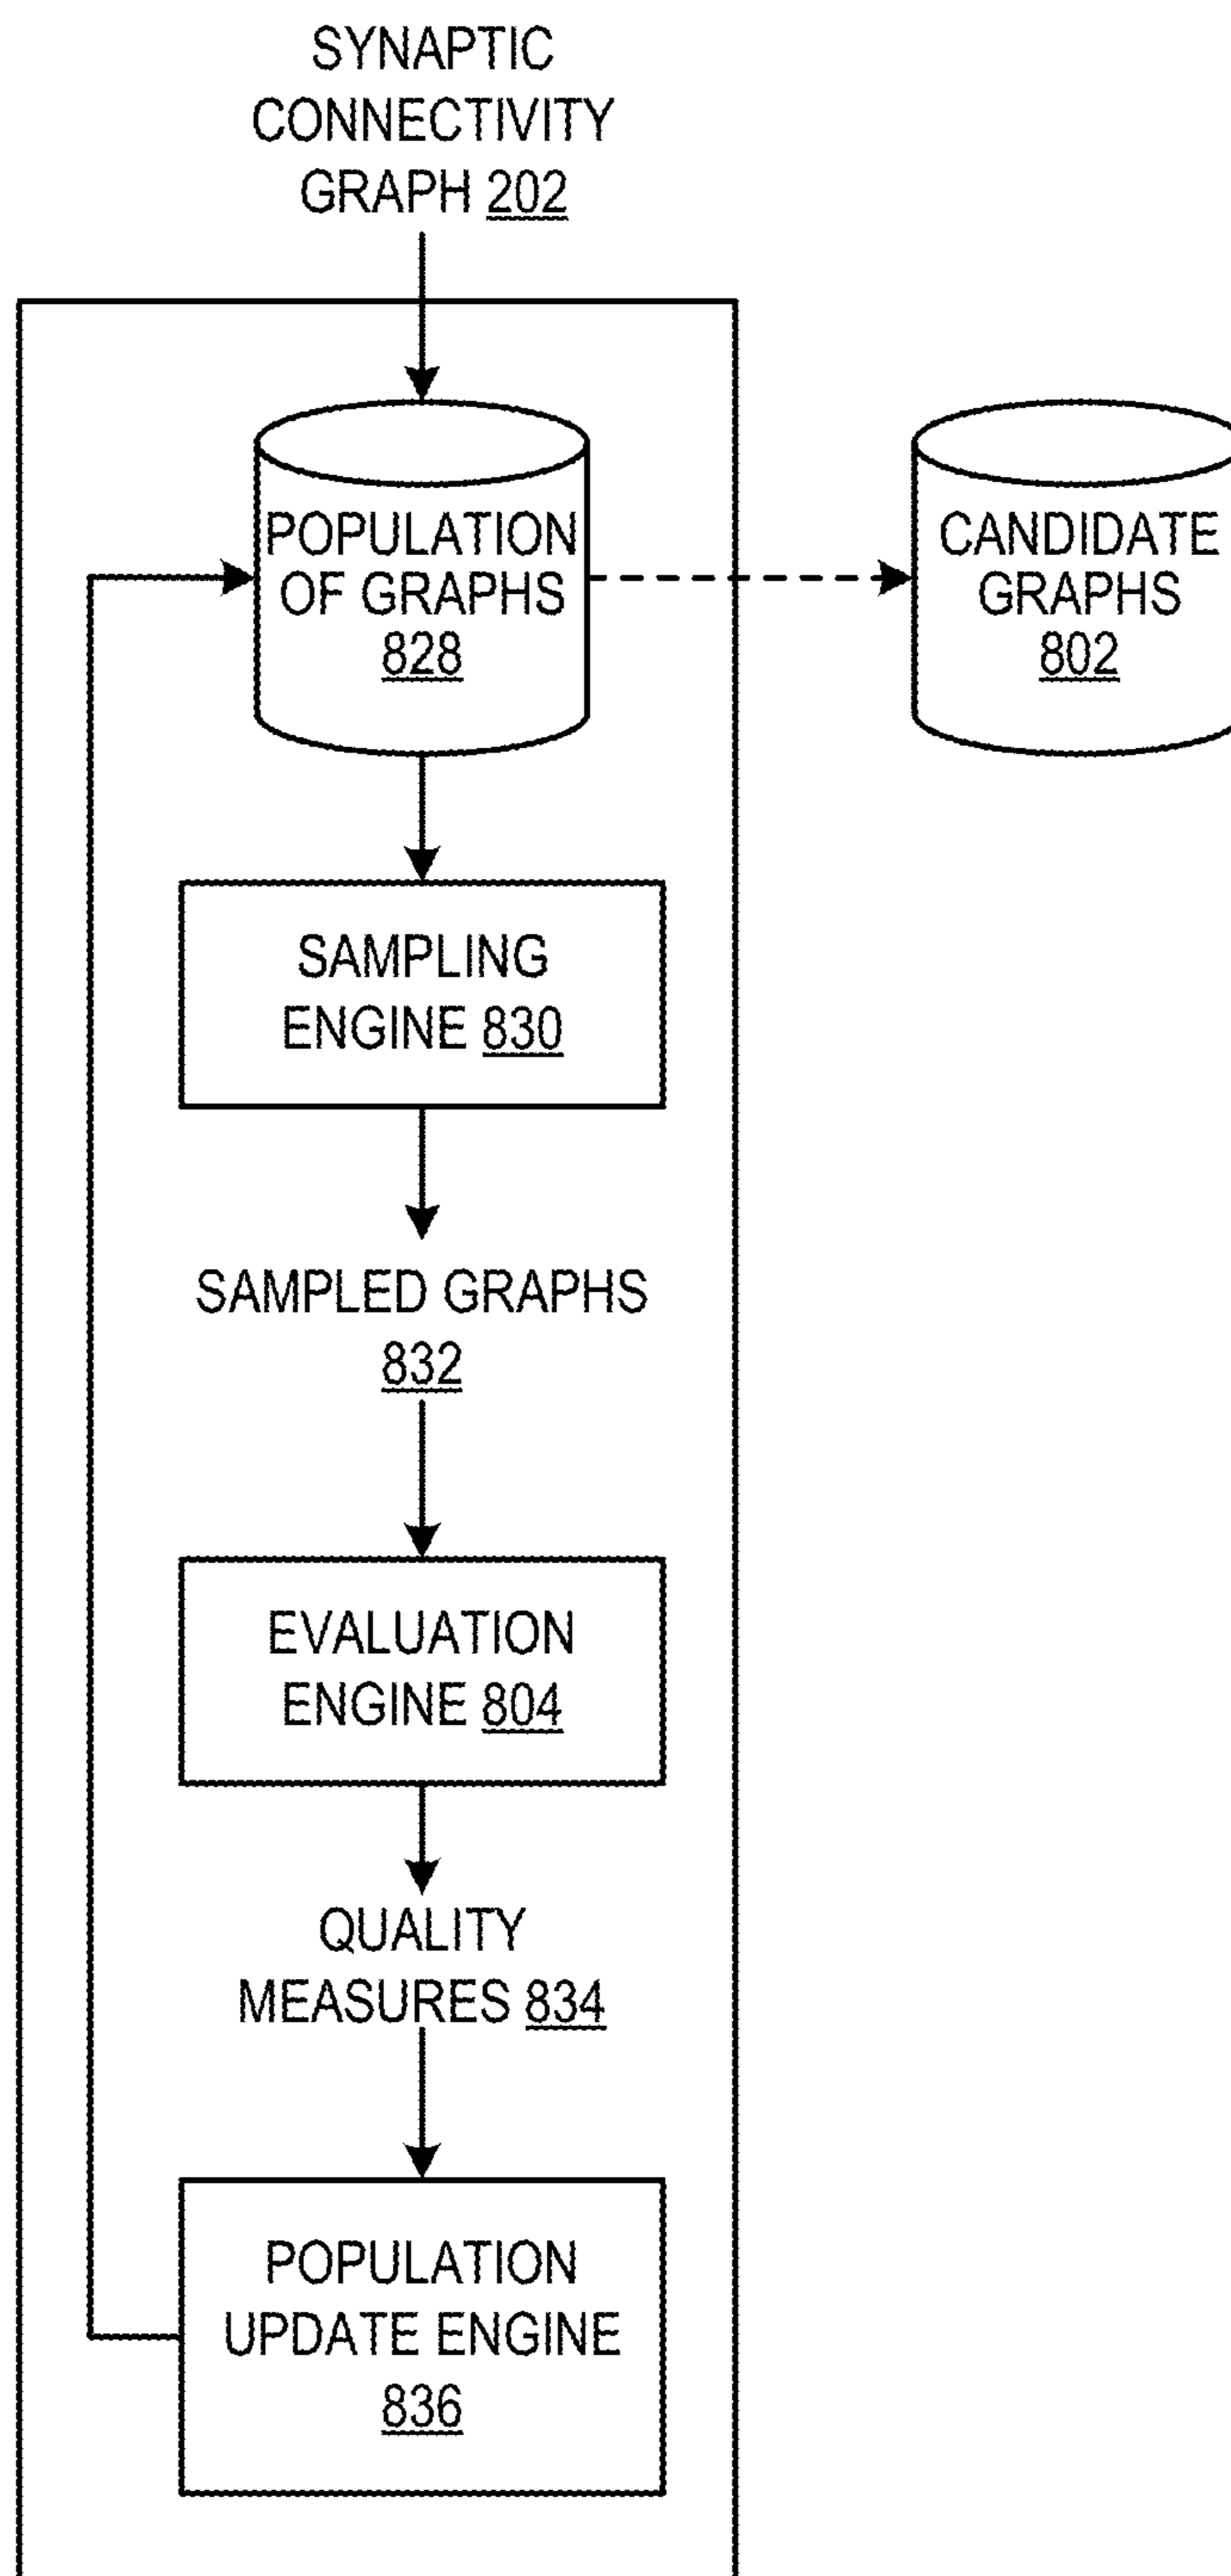 SYNAPTIC
CONNECTIVITY
GRAPH 202
POPULATION
OF GRAPHS
828
CANDIDATE
GRAPHS
802
SAMPLING
ENGINE 830
SAMPLED GRAPHS
832
EVALUATION
ENGINE 804
QUALITY
MEASURES 834
POPULATION
UPDATE ENGINE
836